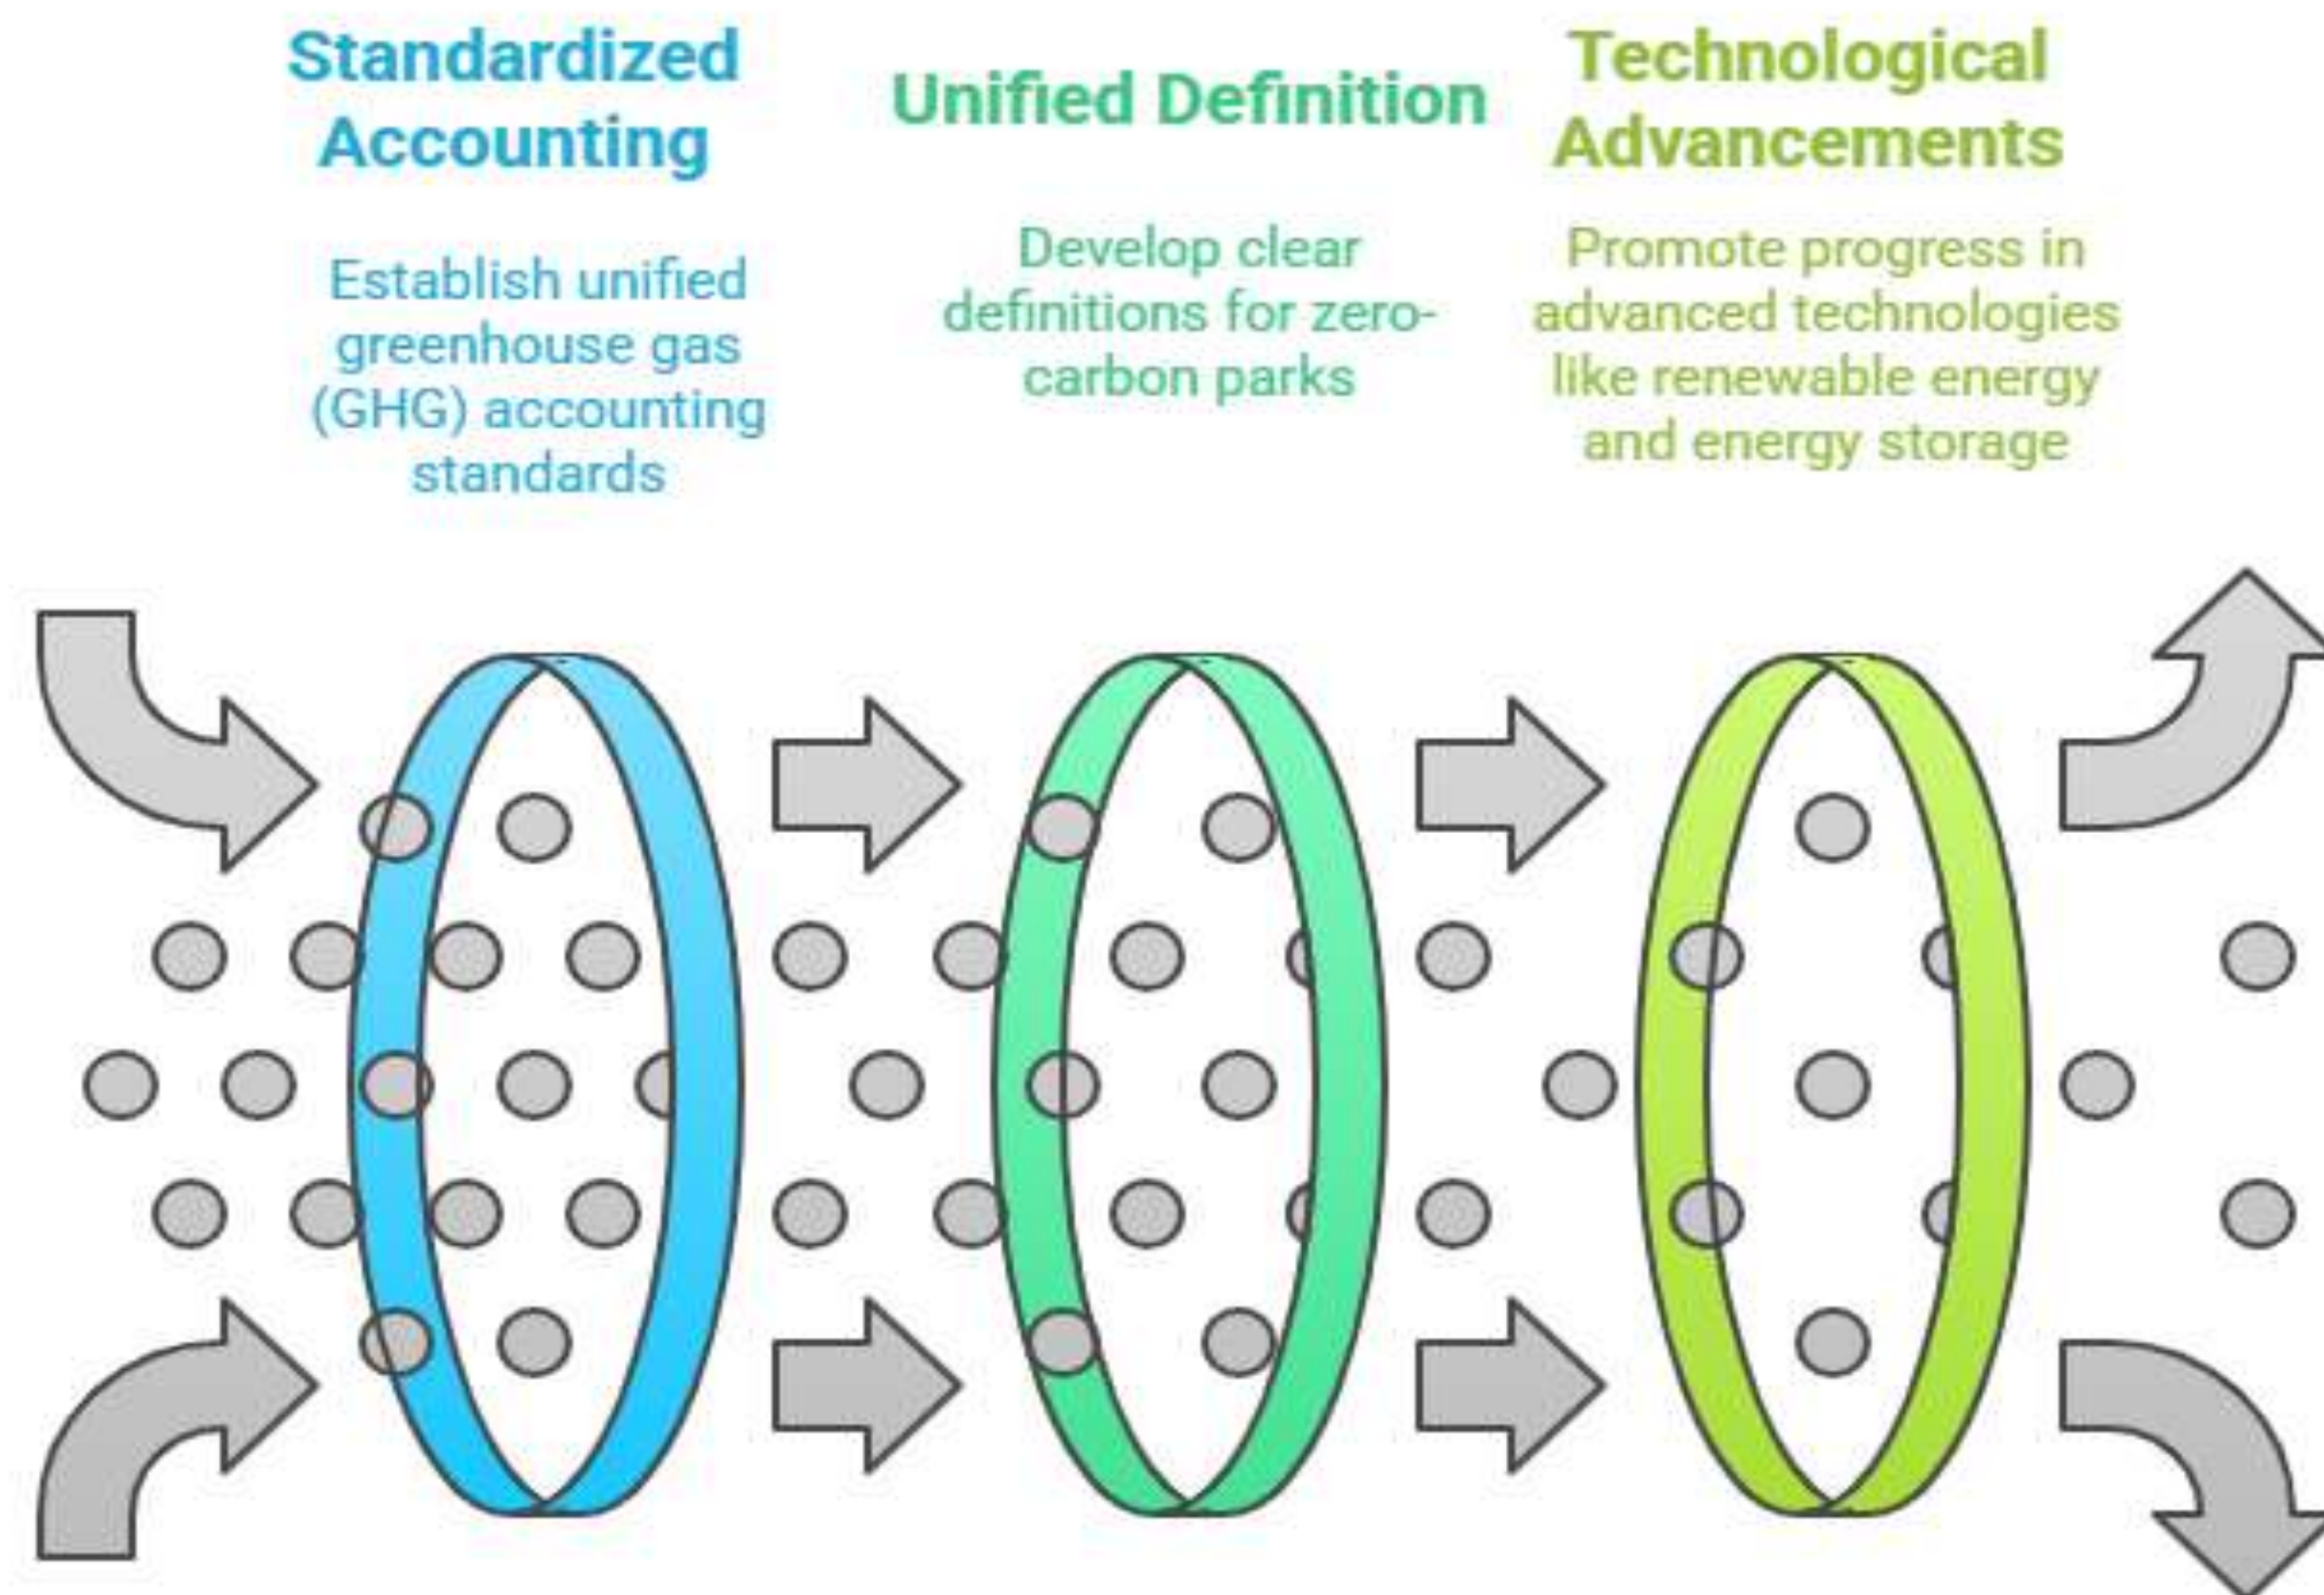 Standardized
Accounting
Establish unified
greenhouse gas
(GHG) accounting
standards
Unified Definition
Develop clear
definitions for zero-
carbon parks
Technological
Advancements
Promote progress in
advanced technologies
like renewable energy
and energy storage